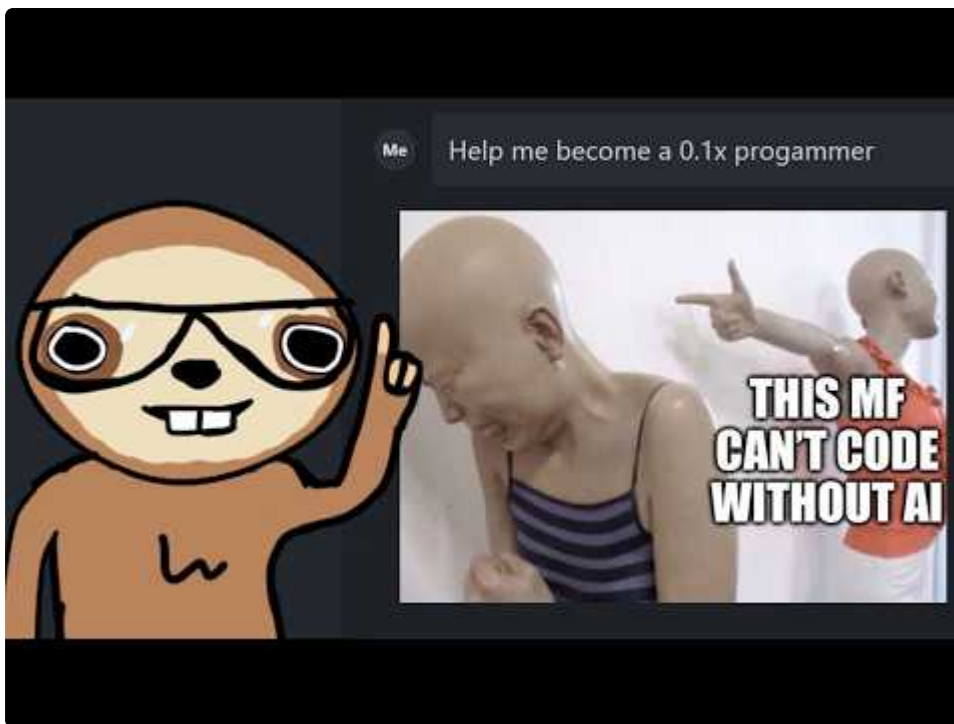 Me
Help me become a 0.1x progammer
THIS MF
CAN'T CODE
WITHOUT AI